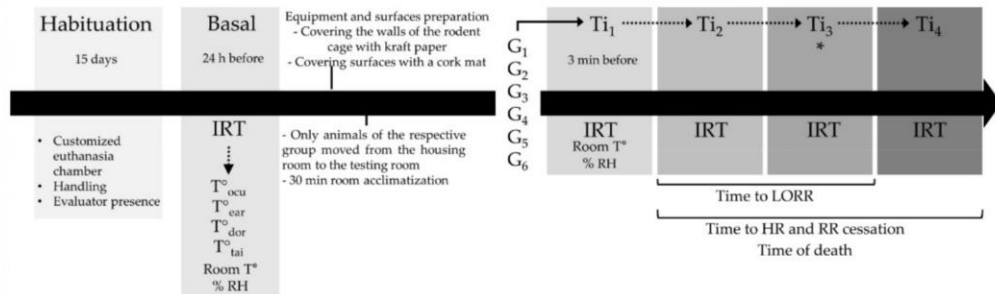 Habituation
15 days
• Customized
euthanasia
chamber
• Handling
• Evaluator presence
Basal
24 h before
IRT
T°ocu
T°ear
T°dor
T°tai
Room T°
% RH
Equipment and surfaces preparation
- Covering the walls of the rodent
cage with kraft paper
- Covering surfaces with a cork mat
- Only animals of the respective
group moved from the housing
room to the testing room
- 30 min room acclimatization
G1
G2
G3
G4
G5
G6
Ti1
3 min before
IRT
Room T°
% RH
Ti2
IRT
Ti3
*
IRT
Ti4
IRT
Time to LORR
Time to HR and RR cessation
Time of death